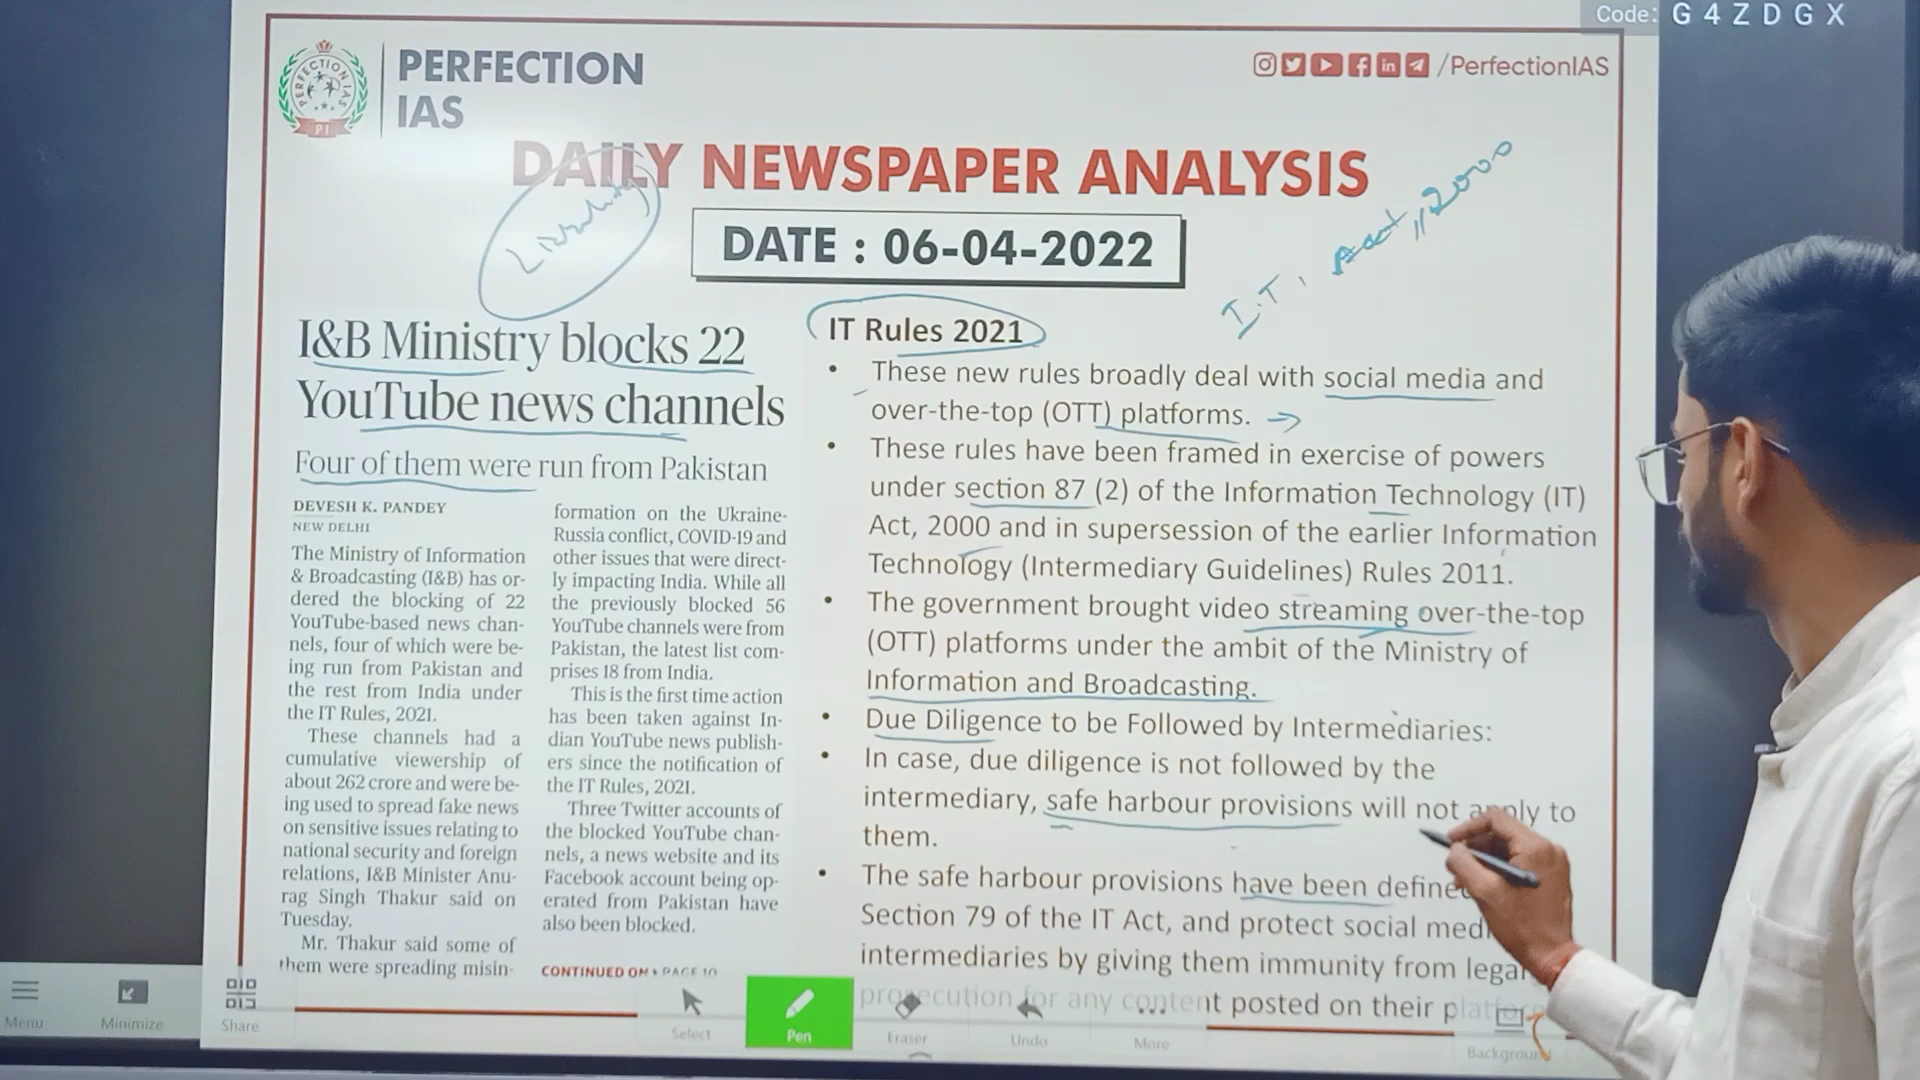 Code: G4ZDGX
PERFECTION
IAS
PERFECTION IAS
PI
/PerfectionIAS
DAILY NEWSPAPER ANALYSIS
DATE : 06-04-2022
I.T. Act, 2000
I&B Ministry blocks 22
YouTube news channels
Four of them were run from Pakistan
DEVESH K. PANDEY
NEW DELHI
The Ministry of Information
& Broadcasting (I&B) has or-
dered the blocking of 22
YouTube-based news chan-
nels, four of which were be-
ing run from Pakistan and
the rest from India under
the IT Rules, 2021.
These channels had a
cumulative viewership of
about 262 crore and were be-
ing used to spread fake news
on sensitive issues relating to
national security and foreign
relations, I&B Minister Anu-
rag Singh Thakur said on
Tuesday.
Mr. Thakur said some of
them were spreading misin-
formation on the Ukraine-
Russia conflict, COVID-19 and
other issues that were direct-
ly impacting India. While all
the previously blocked 56
YouTube channels were from
Pakistan, the latest list com-
prises 18 from India.
This is the first time action
has been taken against In-
dian YouTube news publish-
ers since the notification of
the IT Rules, 2021.
Three Twitter accounts of
the blocked YouTube chan-
nels, a news website and its
Facebook account being op-
erated from Pakistan have
also been blocked.
CONTINUED ON PAGE 10
IT Rules 2021
• These new rules broadly deal with social media and
over-the-top (OTT) platforms.
• These rules have been framed in exercise of powers
under section 87 (2) of the Information Technology (IT)
Act, 2000 and in supersession of the earlier Information
Technology (Intermediary Guidelines) Rules 2011.
• The government brought video streaming over-the-top
(OTT) platforms under the ambit of the Ministry of
Information and Broadcasting.
• Due Diligence to be Followed by Intermediaries:
• In case, due diligence is not followed by the
intermediary, safe harbour provisions will not apply to
them.
• The safe harbour provisions have been define
Section 79 of the IT Act, and protect social med
intermediaries by giving them immunity from legal
prosecution for any content posted on their platfor
Menu
Minimize
Share
Select
Pen
Eraser
Undo
More
Background